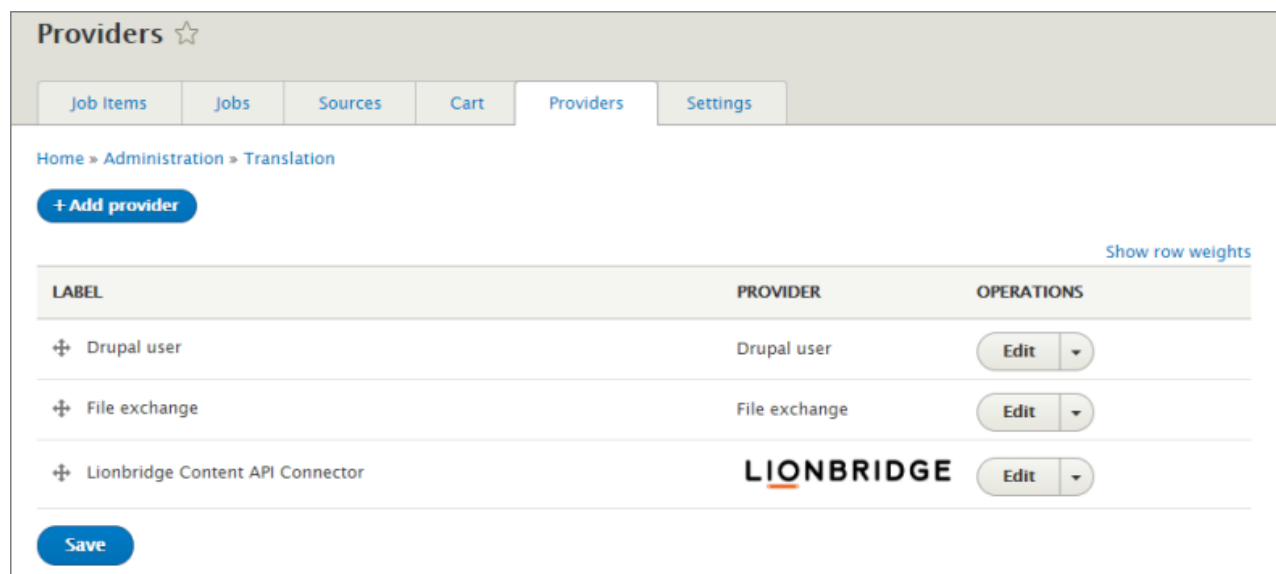 Providers
Job Items Jobs Sources Cart Providers Settings
Home » Administration » Translation
+ Add provider
Show row weights
LABEL PROVIDER OPERATIONS
Drupal user Drupal user Edit
File exchange File exchange Edit
Lionbridge Content API Connector LIONBRIDGE Edit
Save